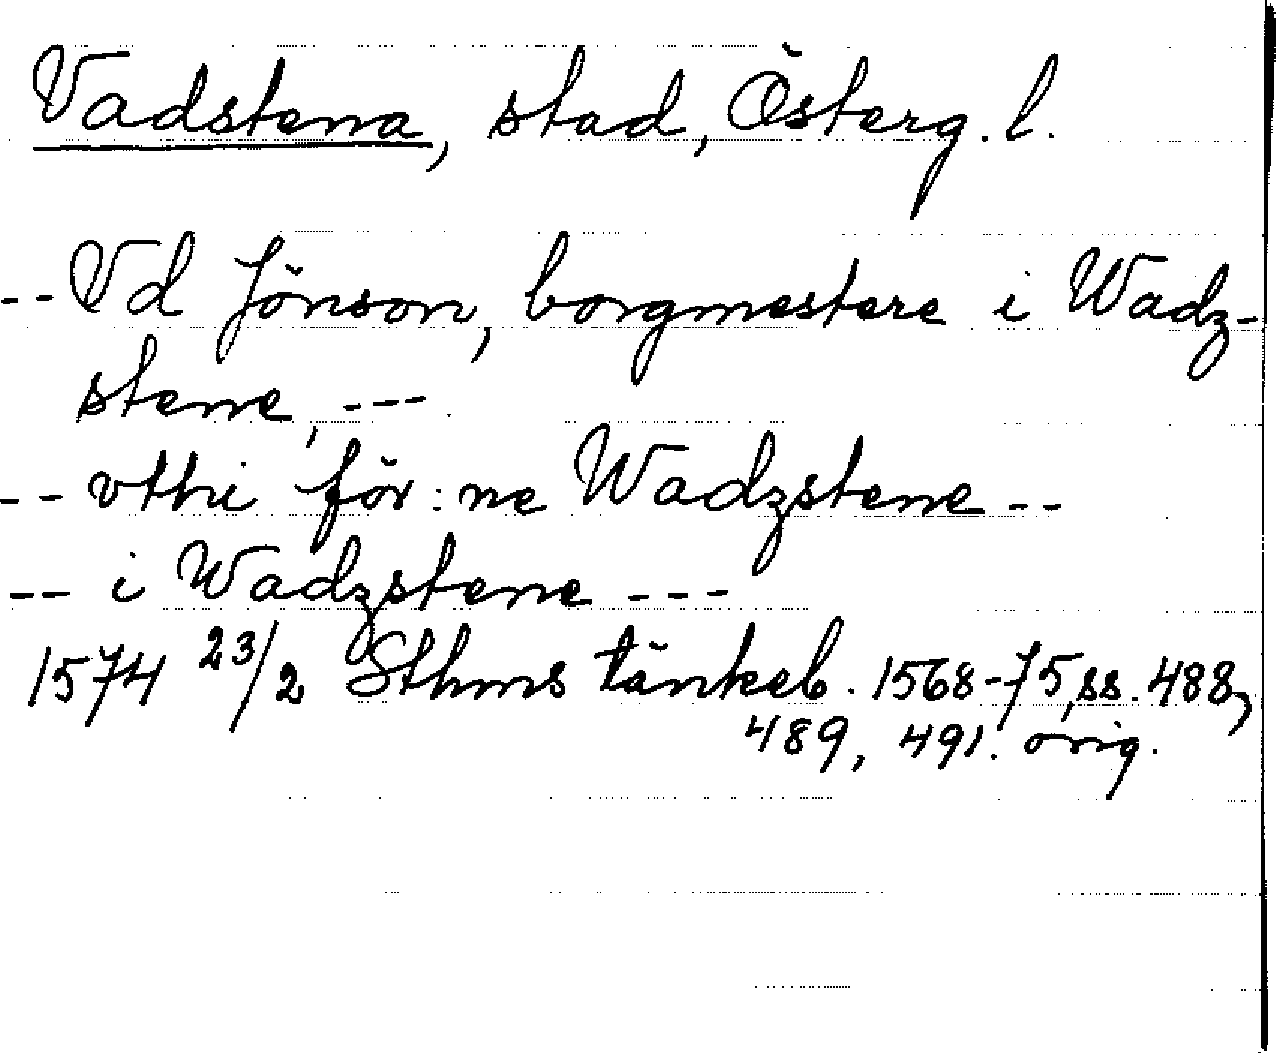 Vadstena, stad, Österg. l.
-- Vd Jönson, borgmestere i Wadz-
stene, ---
-- vthi för:ne Wadzstene --
-- i Wadzstene ---
1574 23/2 Sthms tänkeb. 1568-75, ss. 488,
489, 491. orig.